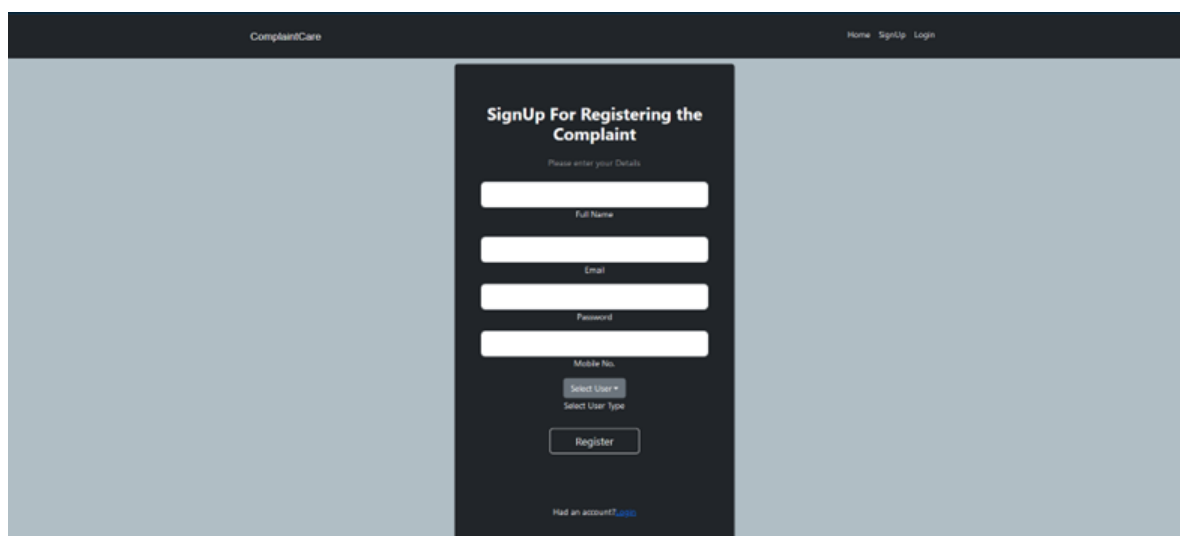 ComplaintCare
Home SignUp Login
SignUp For Registering the
Complaint
Please enter your Details
Full Name
Email
Password
Mobile No.
Select User
Select User Type
Register
Had an account?Login